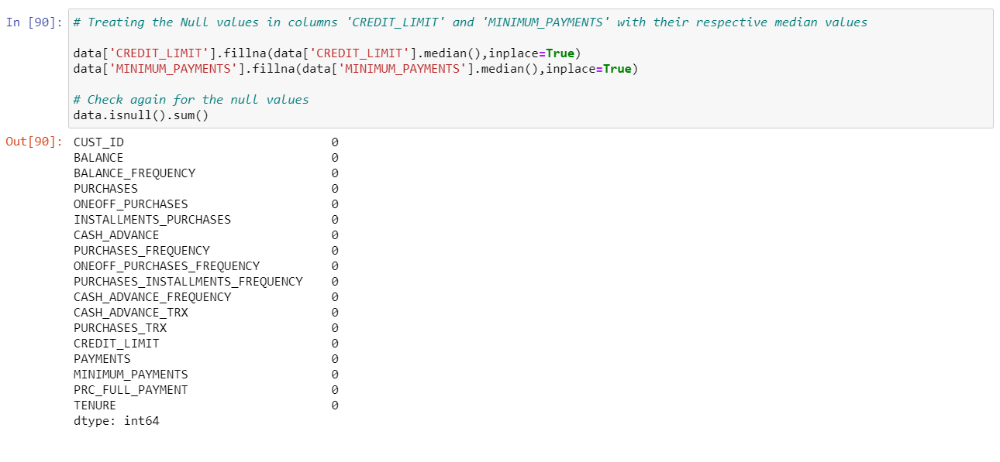 In [90]: # Treating the Null values in columns 'CREDIT_LIMIT' and 'MINIMUM_PAYMENTS' with their respective median values
data['CREDIT_LIMIT'].fillna(data['CREDIT_LIMIT'].median(),inplace=True)
data['MINIMUM_PAYMENTS'].fillna(data['MINIMUM_PAYMENTS'].median(),inplace=True)
# Check again for the null values
data.isnull().sum()
Out[90]: CUST_ID 0
BALANCE 0
BALANCE_FREQUENCY 0
PURCHASES 0
ONEOFF_PURCHASES 0
INSTALLMENTS_PURCHASES 0
CASH_ADVANCE 0
PURCHASES_FREQUENCY 0
ONEOFF_PURCHASES_FREQUENCY 0
PURCHASES_INSTALLMENTS_FREQUENCY 0
CASH_ADVANCE_FREQUENCY 0
CASH_ADVANCE_TRX 0
PURCHASES_TRX 0
CREDIT_LIMIT 0
PAYMENTS 0
MINIMUM_PAYMENTS 0
PRC_FULL_PAYMENT 0
TENURE 0
dtype: int64